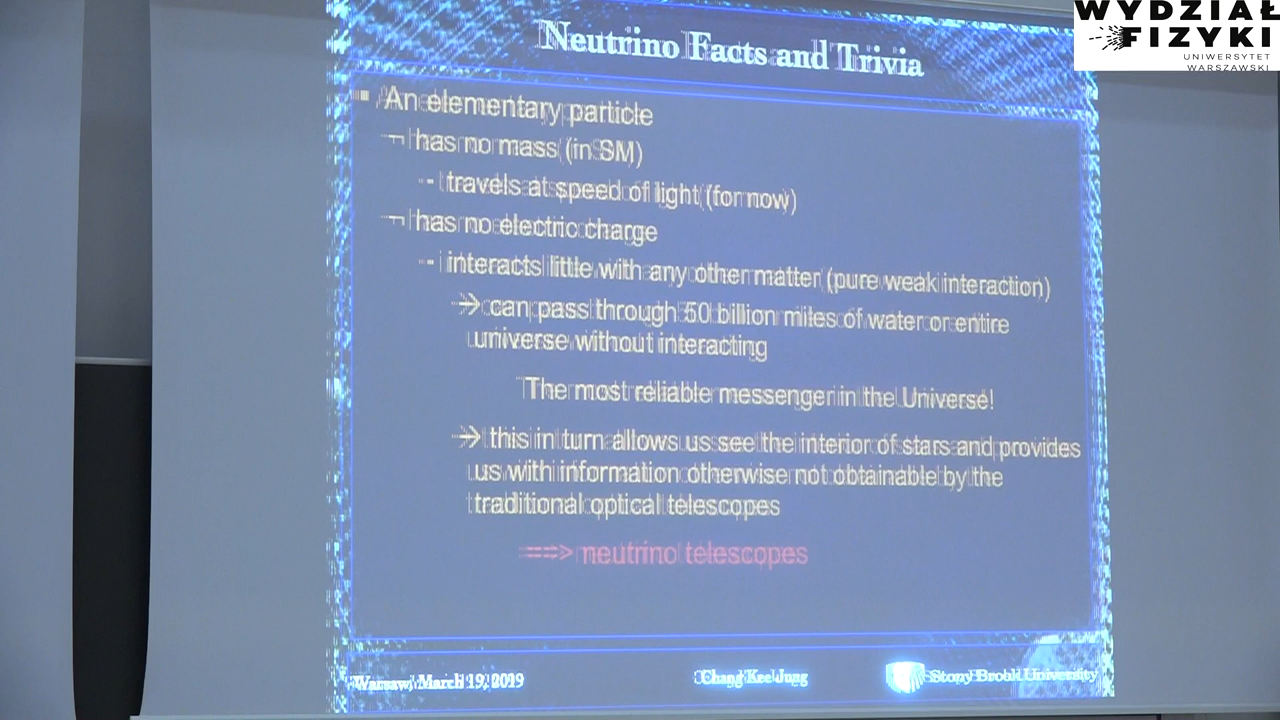 WYDZIAŁ
FIZYKI
UNIWERSYTET
WARSZAWSKI
Neutrino Facts and Trivia
▪ An elementary particle
¬ has no mass (in SM)
- travels at speed of light (for now)
¬ has no electric charge
- interacts little with any other matter (pure weak interaction)
→ can pass through 50 billion miles of water or entire
universe without interacting
The most reliable messenger in the Universe!
→ this in turn allows us see the interior of stars and provides
us with information otherwise not obtainable by the
traditional optical telescopes
==> neutrino telescopes
Warsaw, March 19, 2019
Chang Kee Jung
Stony Brook University